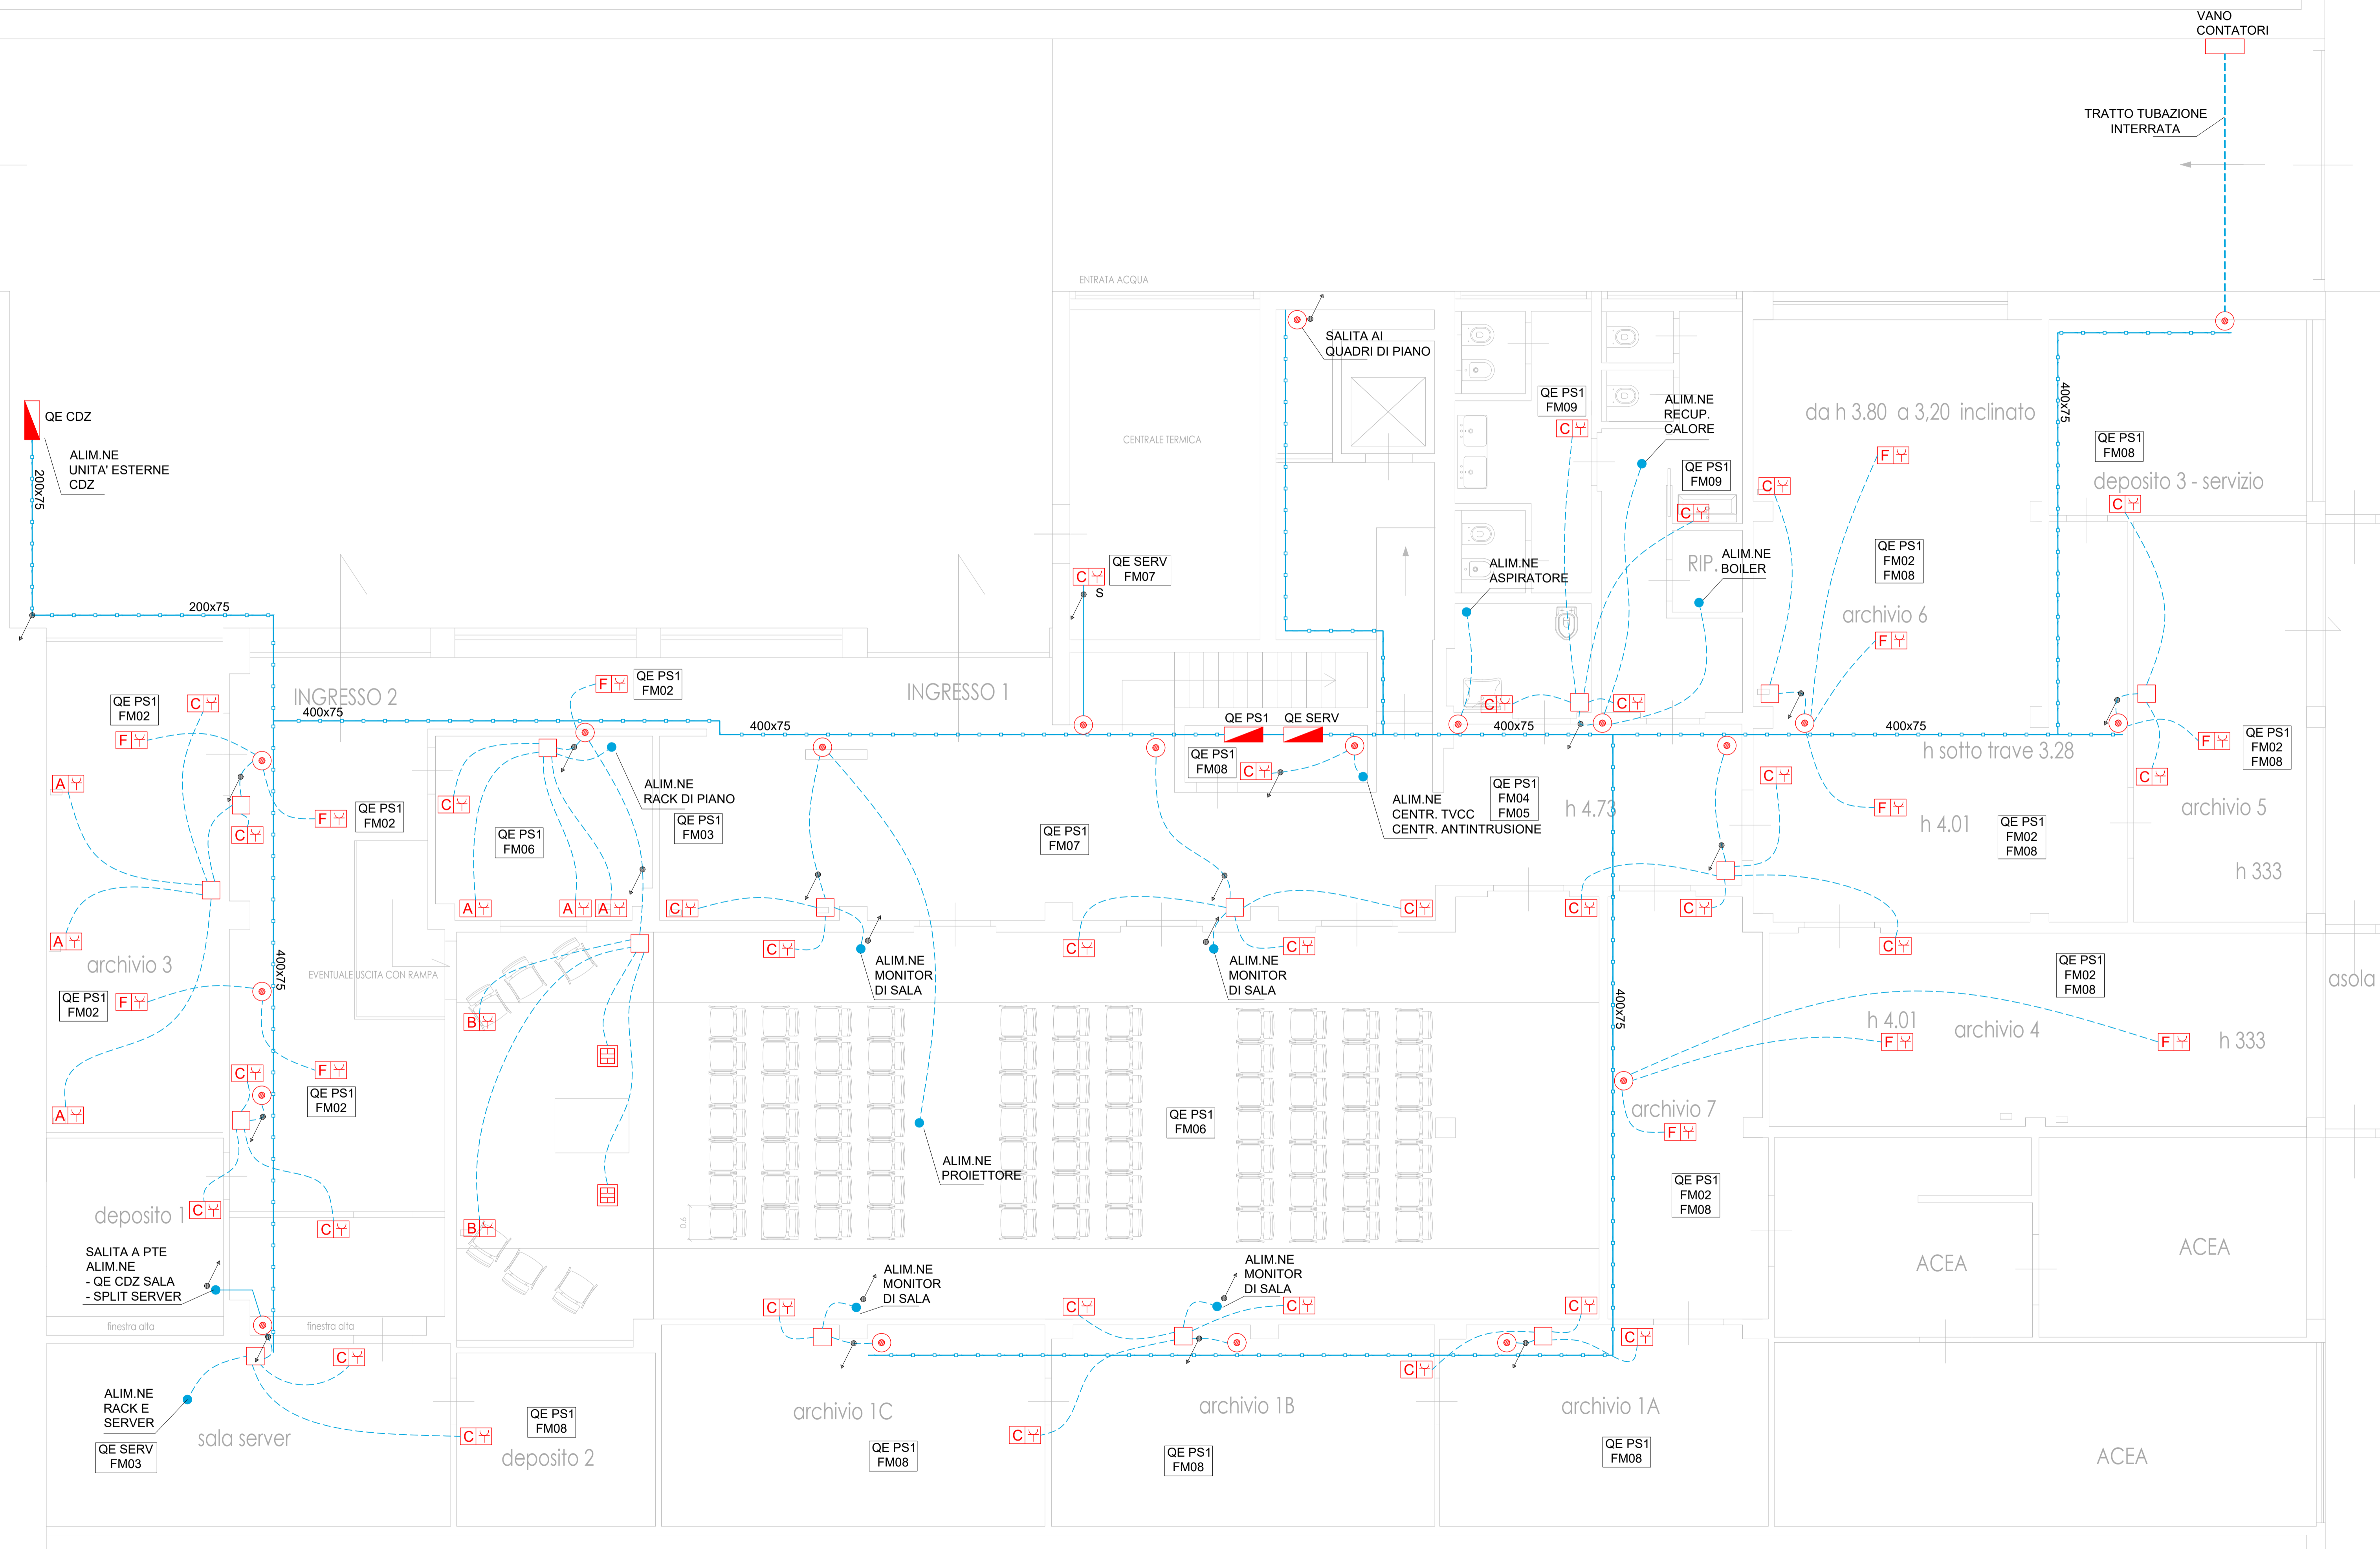 VANO
CONTATORI
TRATTO TUBAZIONE
INTERRATA
ENTRATA ACQUA
SALITA AI
QUADRI DI PIANO
QE CDZ
ALIM.NE
UNITA' ESTERNE
CDZ
200x75
200x75
CENTRALE TERMICA
QE PS1
FM09
C
ALIM.NE
RECUP.
CALORE
QE PS1
FM09
C
da h 3.80 a 3,20 inclinato
F
C
400x75
QE PS1
FM08
deposito 3 - servizio
C
QE SERV
FM07
C
S
ALIM.NE
ASPIRATORE
RIP.
ALIM.NE
BOILER
QE PS1
FM02
FM08
archivio 6
F
INGRESSO 2
400x75
INGRESSO 1
F
QE PS1
FM02
QE PS1
FM02
C
F
400x75
QE PS1
QE SERV
C
C
400x75
400x75
h sotto trave 3.28
F
QE PS1
FM02
FM08
QE PS1
FM08
C
A
C
F
QE PS1
FM02
C
QE PS1
FM06
ALIM.NE
RACK DI PIANO
QE PS1
FM03
QE PS1
FM07
ALIM.NE
CENTR. TVCC
CENTR. ANTINTRUSIONE
QE PS1
FM04
FM05
h 4.73
C
F
h 4.01
QE PS1
FM02
FM08
C
archivio 5
h 333
A
A
A
C
C
C
C
A
archivio 3
QE PS1
FM02
F
400x75
EVENTUALE USCITA CON RAMPA
C
ALIM.NE
MONITOR
DI SALA
C
ALIM.NE
MONITOR
DI SALA
C
C
QE PS1
FM02
FM08
asola
B
400x75
h 4.01
archivio 4
F
F
h 333
C
F
QE PS1
FM02
A
archivio 7
F
QE PS1
FM06
ALIM.NE
PROIETTORE
QE PS1
FM02
FM08
deposito 1
C
C
B
0.6
SALITA A PTE
ALIM.NE
- QE CDZ SALA
- SPLIT SERVER
ACEA
ACEA
finestra alta
finestra alta
C
ALIM.NE
MONITOR
DI SALA
C
ALIM.NE
MONITOR
DI SALA
C
C
C
C
C
ALIM.NE
RACK E
SERVER
QE SERV
FM03
sala server
C
QE PS1
FM08
deposito 2
archivio 1C
QE PS1
FM08
C
archivio 1B
QE PS1
FM08
archivio 1A
QE PS1
FM08
ACEA